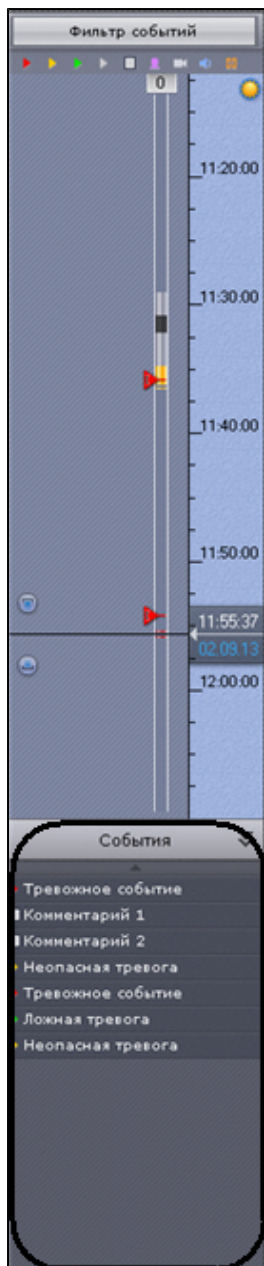 Фильтр событий
0
11:20:00
11:30:00
11:40:00
11:50:00
11:55:37
02.09.13
12:00:00
События
Тревожное событие
Комментарий 1
Комментарий 2
Неопасная тревога
Тревожное событие
Ложная тревога
Неопасная тревога